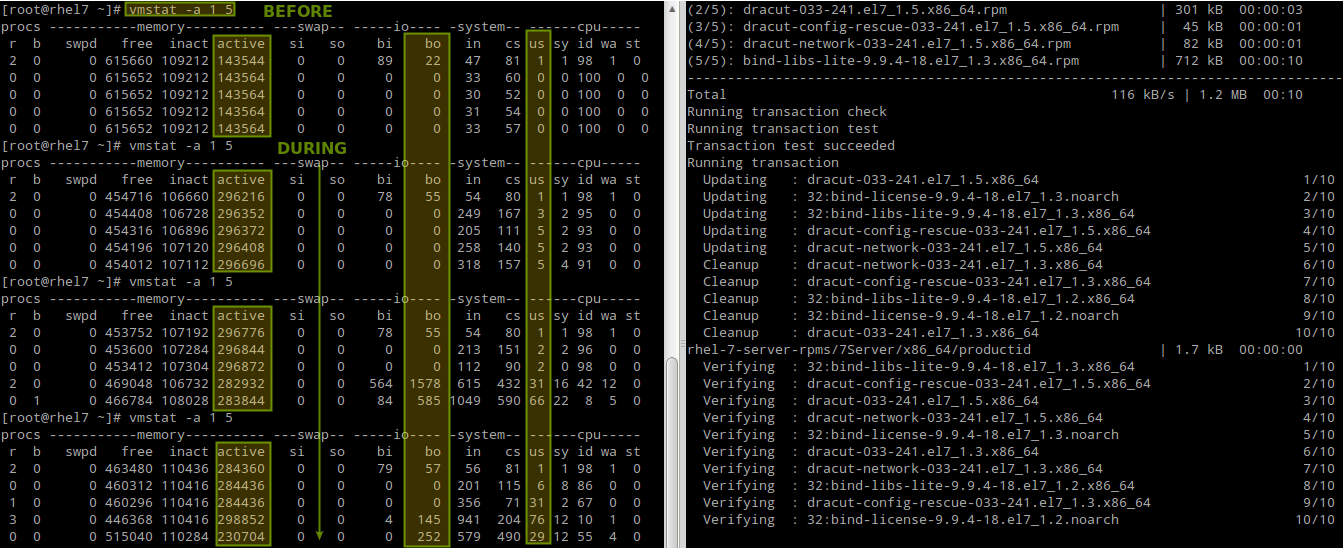 [root@rhel7 ~]# vmstat -a 1 5 BEFORE
procs -----------memory---------- ---swap-- -----io---- -system-- ------cpu-----
r b swpd free inact active si so bi bo in cs us sy id wa st
2 0 0 615660 109212 143544 0 0 89 22 47 81 1 1 98 1 0
0 0 0 615652 109212 143564 0 0 0 0 33 60 0 0 100 0 0
0 0 0 615652 109212 143564 0 0 0 0 30 52 0 0 100 0 0
0 0 0 615652 109212 143564 0 0 0 0 31 54 0 0 100 0 0
0 0 0 615652 109212 143564 0 0 0 0 33 57 0 0 100 0 0
[root@rhel7 ~]# vmstat -a 1 5 DURING
procs -----------memory---------- ---swap-- -----io---- -system-- ------cpu-----
r b swpd free inact active si so bi bo in cs us sy id wa st
2 0 0 454716 106660 296216 0 0 78 55 54 80 1 1 98 1 0
0 0 0 454408 106728 296352 0 0 0 0 249 167 3 2 95 0 0
0 0 0 454316 106896 296372 0 0 0 0 205 111 5 2 93 0 0
0 0 0 454196 107120 296408 0 0 0 0 258 140 5 2 93 0 0
0 0 0 454012 107112 296696 0 0 0 0 318 157 5 4 91 0 0
[root@rhel7 ~]# vmstat -a 1 5
procs -----------memory---------- ---swap-- -----io---- -system-- ------cpu-----
r b swpd free inact active si so bi bo in cs us sy id wa st
2 0 0 453752 107192 296776 0 0 78 55 54 80 1 1 98 1 0
0 0 0 453600 107284 296844 0 0 0 0 213 151 2 2 96 0 0
0 0 0 453412 107304 296872 0 0 0 0 112 90 2 0 98 0 0
2 0 0 469048 106732 282932 0 0 564 1578 615 432 31 16 42 12 0
0 1 0 466784 108028 283844 0 0 84 585 1049 590 66 22 8 5 0
[root@rhel7 ~]# vmstat -a 1 5
procs -----------memory---------- ---swap-- -----io---- -system-- ------cpu-----
r b swpd free inact active si so bi bo in cs us sy id wa st
2 0 0 463480 110436 284360 0 0 79 57 56 81 1 1 98 1 0
0 0 0 460312 110416 284436 0 0 0 0 201 115 6 8 86 0 0
1 0 0 460296 110416 284436 0 0 0 0 356 71 31 2 67 0 0
3 0 0 446368 110416 298852 0 0 4 145 941 204 76 12 10 1 0
0 0 0 515040 110284 230704 0 0 0 252 579 490 29 12 55 4 0
(2/5): dracut-033-241.el7_1.5.x86_64.rpm | 301 kB 00:00:03
(3/5): dracut-config-rescue-033-241.el7_1.5.x86_64.rpm | 45 kB 00:00:01
(4/5): dracut-network-033-241.el7_1.5.x86_64.rpm | 82 kB 00:00:01
(5/5): bind-libs-lite-9.9.4-18.el7_1.3.x86_64.rpm | 712 kB 00:00:10
--------------------------------------------------------------------------------
Total 116 kB/s | 1.2 MB 00:10
Running transaction check
Running transaction test
Transaction test succeeded
Running transaction
Updating : dracut-033-241.el7_1.5.x86_64 1/10
Updating : 32:bind-license-9.9.4-18.el7_1.3.noarch 2/10
Updating : 32:bind-libs-lite-9.9.4-18.el7_1.3.x86_64 3/10
Updating : dracut-config-rescue-033-241.el7_1.5.x86_64 4/10
Updating : dracut-network-033-241.el7_1.5.x86_64 5/10
Cleanup : dracut-network-033-241.el7_1.3.x86_64 6/10
Cleanup : dracut-config-rescue-033-241.el7_1.3.x86_64 7/10
Cleanup : 32:bind-libs-lite-9.9.4-18.el7_1.2.x86_64 8/10
Cleanup : 32:bind-license-9.9.4-18.el7_1.2.noarch 9/10
Cleanup : dracut-033-241.el7_1.3.x86_64 10/10
rhel-7-server-rpms/7Server/x86_64/productid | 1.7 kB 00:00:00
Verifying : 32:bind-libs-lite-9.9.4-18.el7_1.3.x86_64 1/10
Verifying : dracut-config-rescue-033-241.el7_1.5.x86_64 2/10
Verifying : dracut-033-241.el7_1.5.x86_64 3/10
Verifying : dracut-network-033-241.el7_1.5.x86_64 4/10
Verifying : 32:bind-license-9.9.4-18.el7_1.3.noarch 5/10
Verifying : dracut-033-241.el7_1.3.x86_64 6/10
Verifying : dracut-network-033-241.el7_1.3.x86_64 7/10
Verifying : 32:bind-libs-lite-9.9.4-18.el7_1.2.x86_64 8/10
Verifying : dracut-config-rescue-033-241.el7_1.3.x86_64 9/10
Verifying : 32:bind-license-9.9.4-18.el7_1.2.noarch 10/10